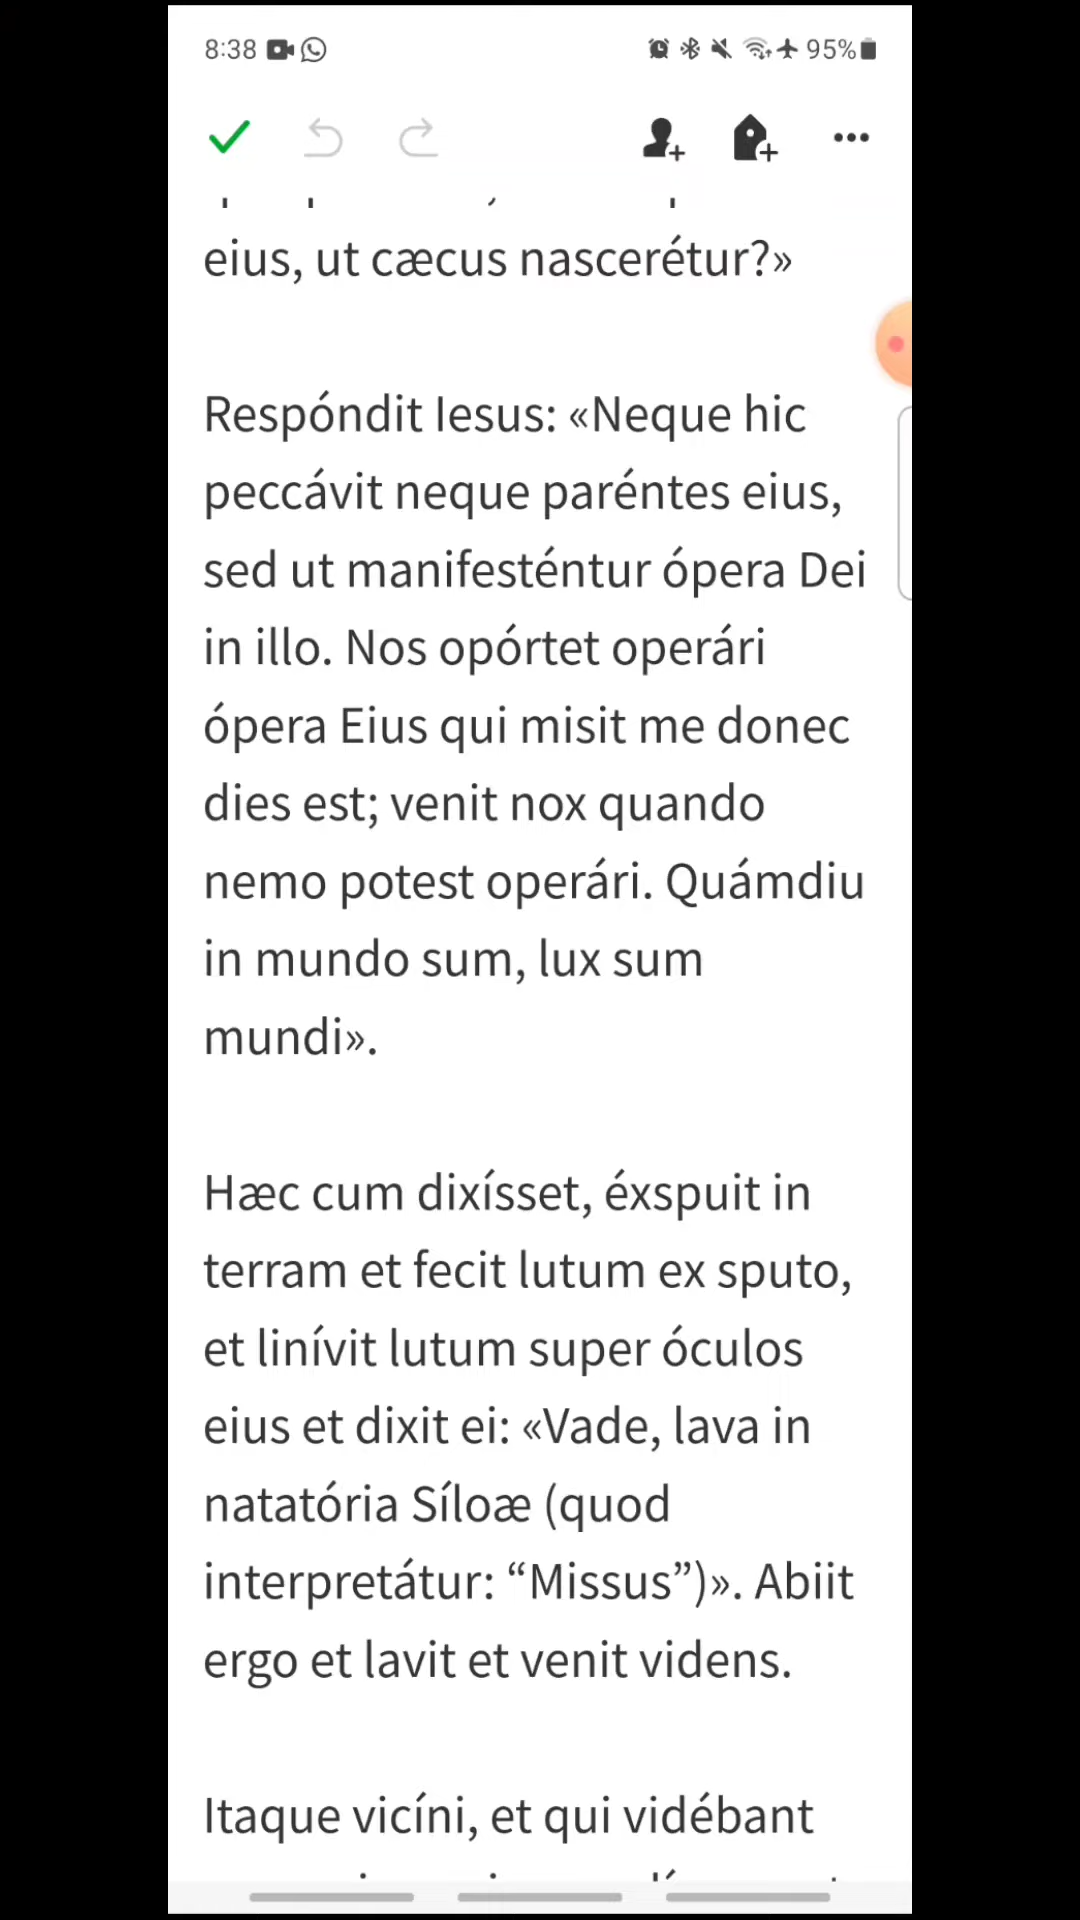 8:38
95%
eius, ut cæcus nascerétur?»
Respóndit Iesus: «Neque hic
peccávit neque paréntes eius,
sed ut manifesténtur ópera Dei
in illo. Nos opórtet operári
ópera Eius qui misit me donec
dies est; venit nox quando
nemo potest operári. Quámdiu
in mundo sum, lux sum
mundi».
Hæc cum dixísset, éxspuit in
terram et fecit lutum ex sputo,
et linívit lutum super óculos
eius et dixit ei: «Vade, lava in
natatória Síloæ (quod
interpretátur: “Missus”)». Abiit
ergo et lavit et venit videns.
Itaque vicíni, et qui vidébant